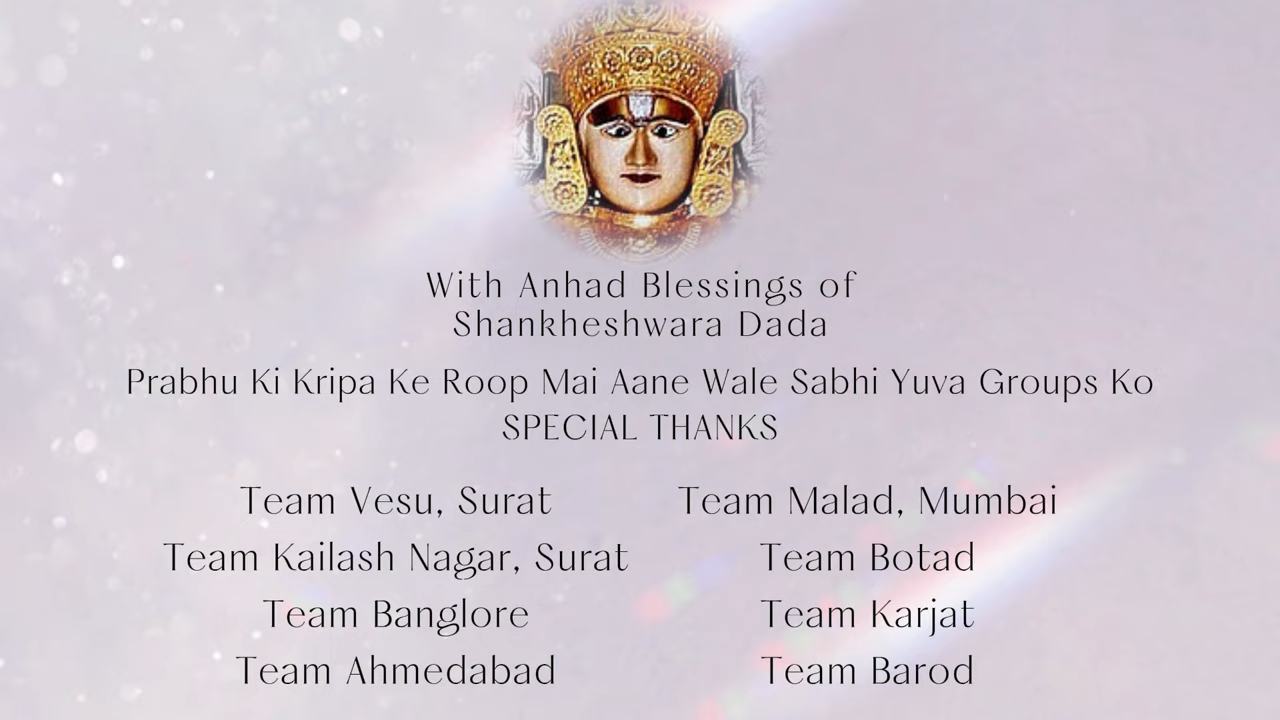 With Anhad Blessings of
Shankheshwara Dada
Prabhu Ki Kripa Ke Roop Mai Aane Wale Sabhi Yuva Groups Ko
SPECIAL THANKS
Team Vesu, Surat
Team Kailash Nagar, Surat
Team Banglore
Team Ahmedabad
Team Malad, Mumbai
Team Botad
Team Karjat
Team Barod